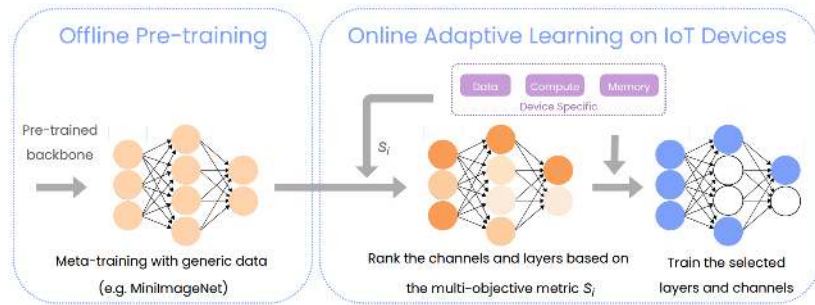 Offline Pre-training
Online Adaptive Learning on IoT Devices
Data
Compute
Memory
Device Specific
Pre-trained
backbone
Si
Meta-training with generic data
(e.g. MiniImageNet)
Rank the channels and layers based on
the multi-objective metric Si
Train the selected
layers and channels